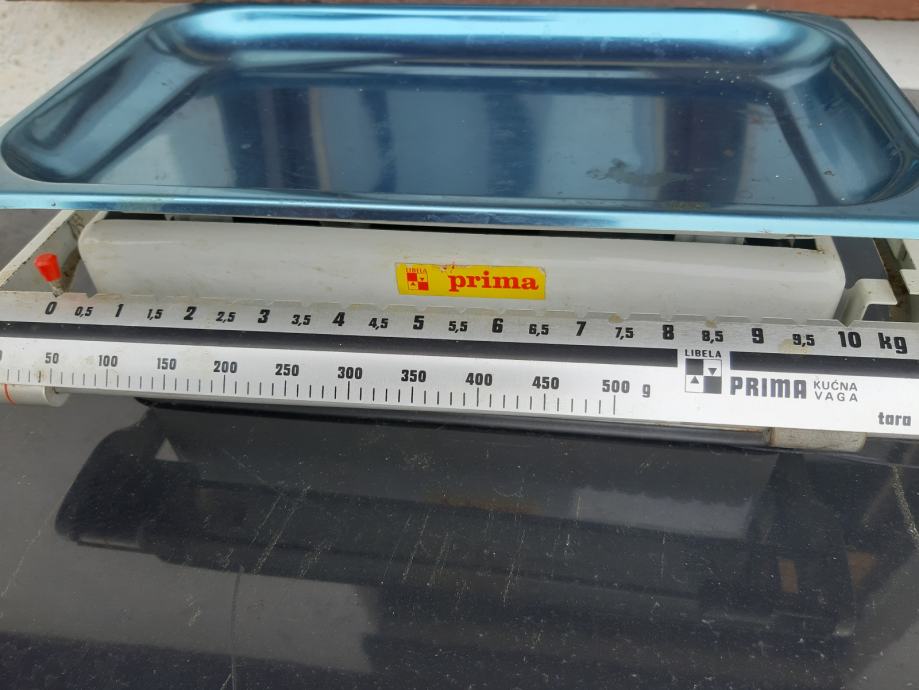 LIBELA
prima
0 0,5 1 1,5 2 2,5 3 3,5 4 4,5 5 5,5 6 6,5 7 7,5 8 8,5 9 9,5 10 kg
0 50 100 150 200 250 300 350 400 450 500 g
LIBELA
PRIMA KUĆNA
VAGA
tara